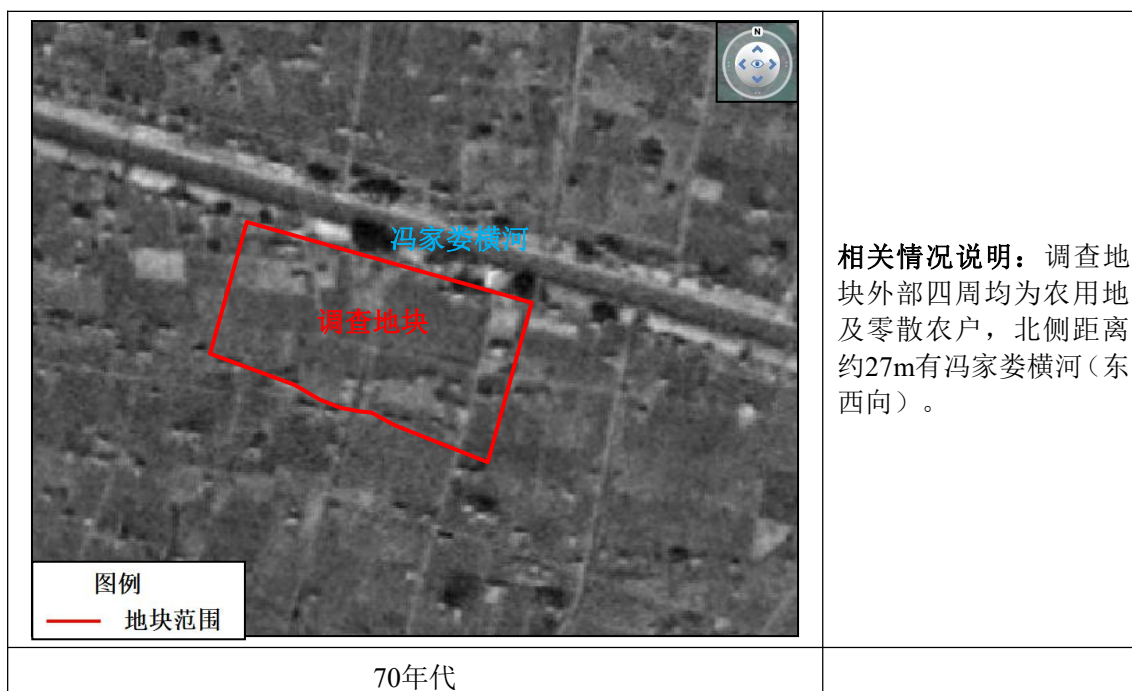 N
冯家娄横河
调查地块
图例
地块范围
70年代
相关情况说明：调查地
块外部四周均为农用地
及零散农户，北侧距离
约27m有冯家娄横河（东
西向）。